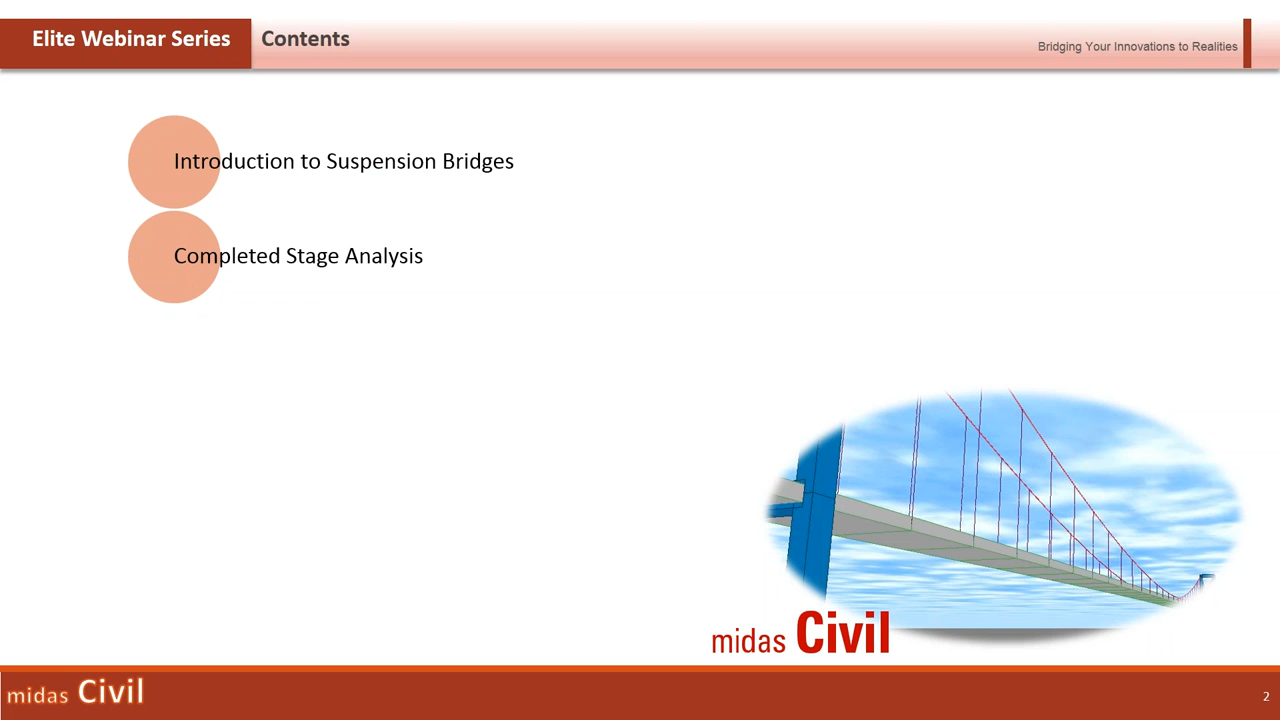 Elite Webinar Series
Contents
Bridging Your Innovations to Realities
Introduction to Suspension Bridges
Completed Stage Analysis
midas Civil
midas Civil
2